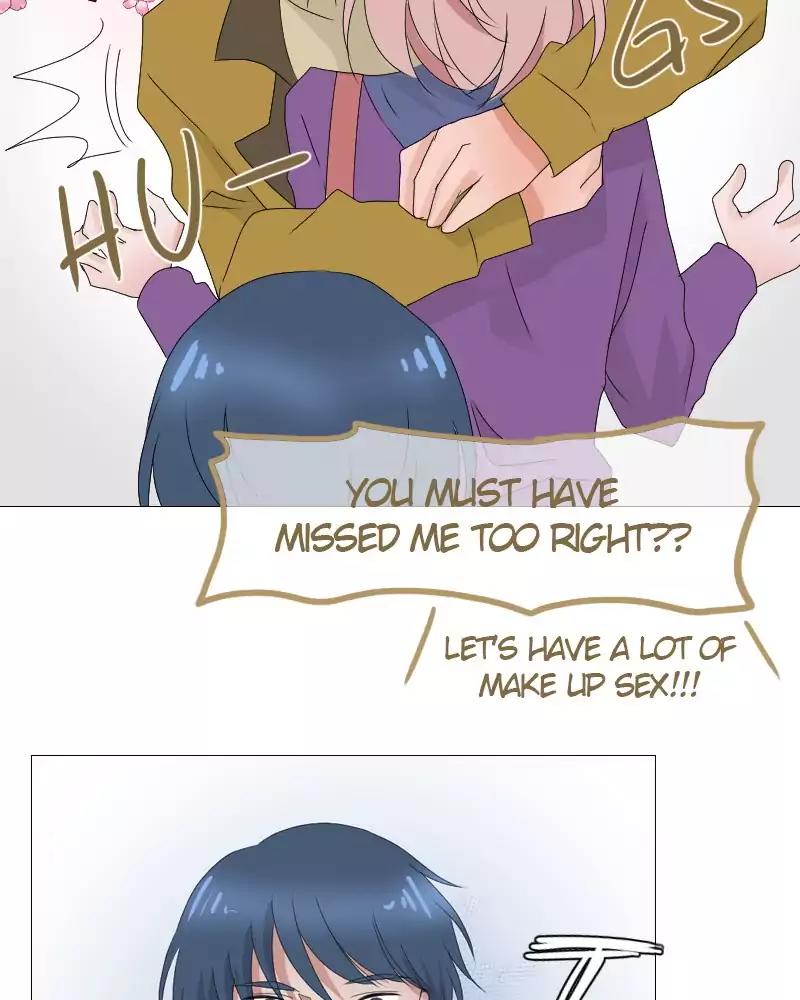 HU-
GS
YOU MUST HAVE
MISSED ME TOO RIGHT??
LET'S HAVE A LOT OF
MAKE UP SEX!!!